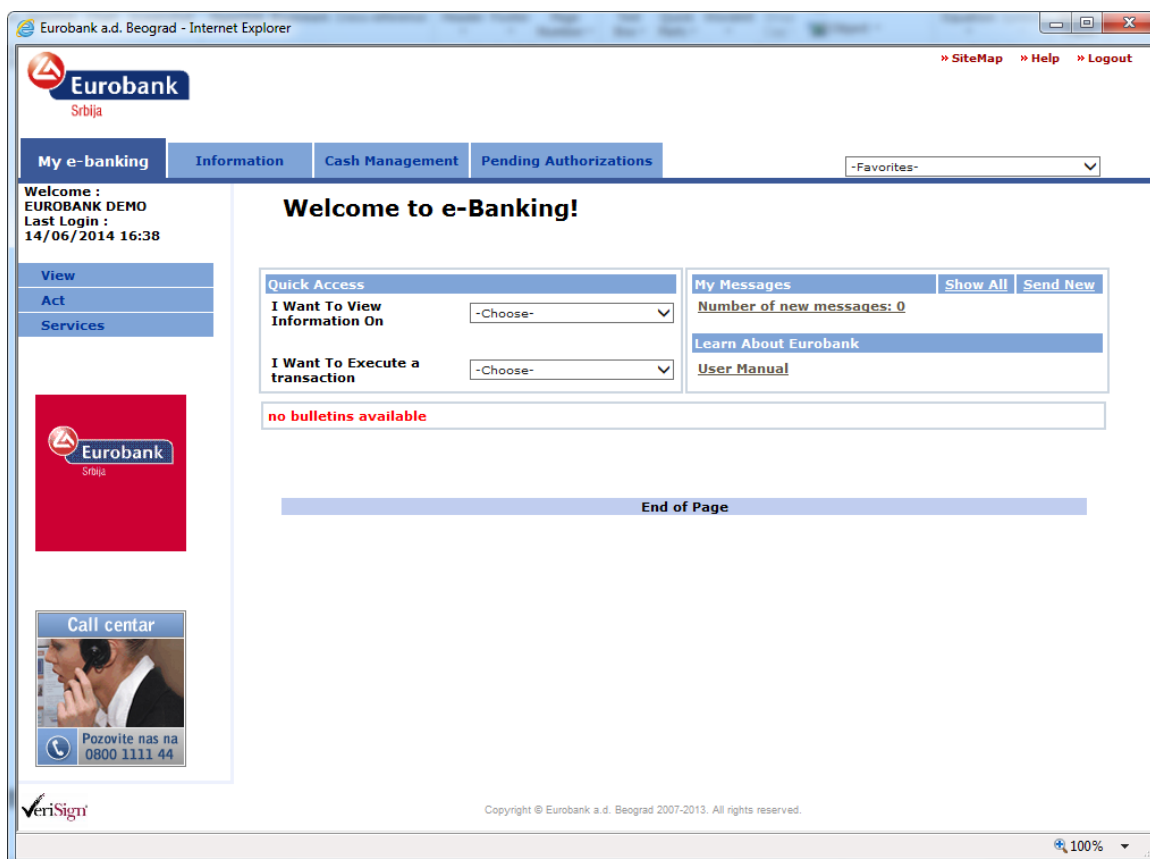 Eurobank a.d. Beograd - Internet Explorer
» SiteMap » Help » Logout
Eurobank
Srbija
My e-banking Information Cash Management Pending Authorizations -Favorites-
Welcome :
EUROBANK DEMO
Last Login :
14/06/2014 16:38
View
Act
Services
Welcome to e-Banking!
Quick Access
I Want To View
Information On
-Choose-
I Want To Execute a
transaction
-Choose-
My Messages Show All Send New
Number of new messages: 0
Learn About Eurobank
User Manual
no bulletins available
End of Page
Eurobank
Srbija
Call centar
Pozovite nas na
0800 1111 44
VeriSign
Copyright © Eurobank a.d. Beograd 2007-2013. All rights reserved.
100%